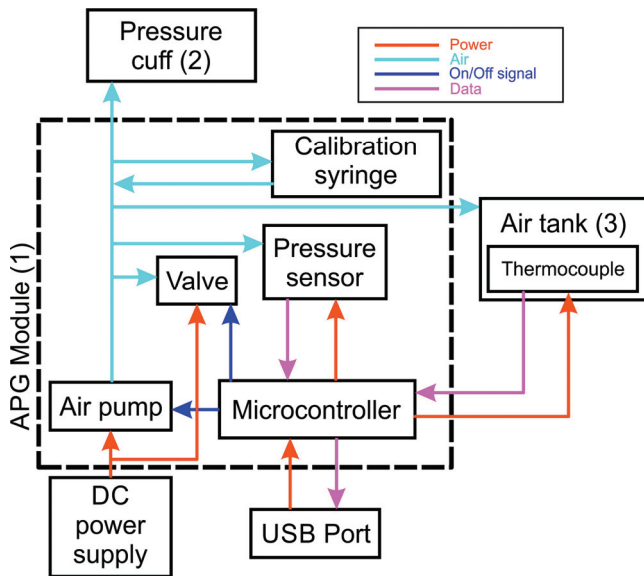 Pressure
cuff (2)
Power
Air
On/Off signal
Data
Calibration
syringe
Air tank (3)
Thermocouple
Pressure
sensor
Valve
APG Module (1)
Air pump
Microcontroller
DC
power
supply
USB Port